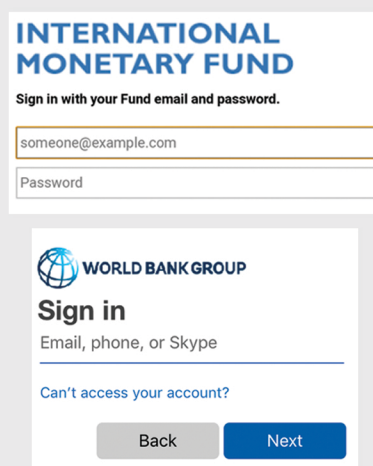 INTERNATIONAL
MONETARY FUND
Sign in with your Fund email and password.
someone@example.com
Password
WORLD BANK GROUP
Sign in
Email, phone, or Skype
Can't access your account?
Back Next